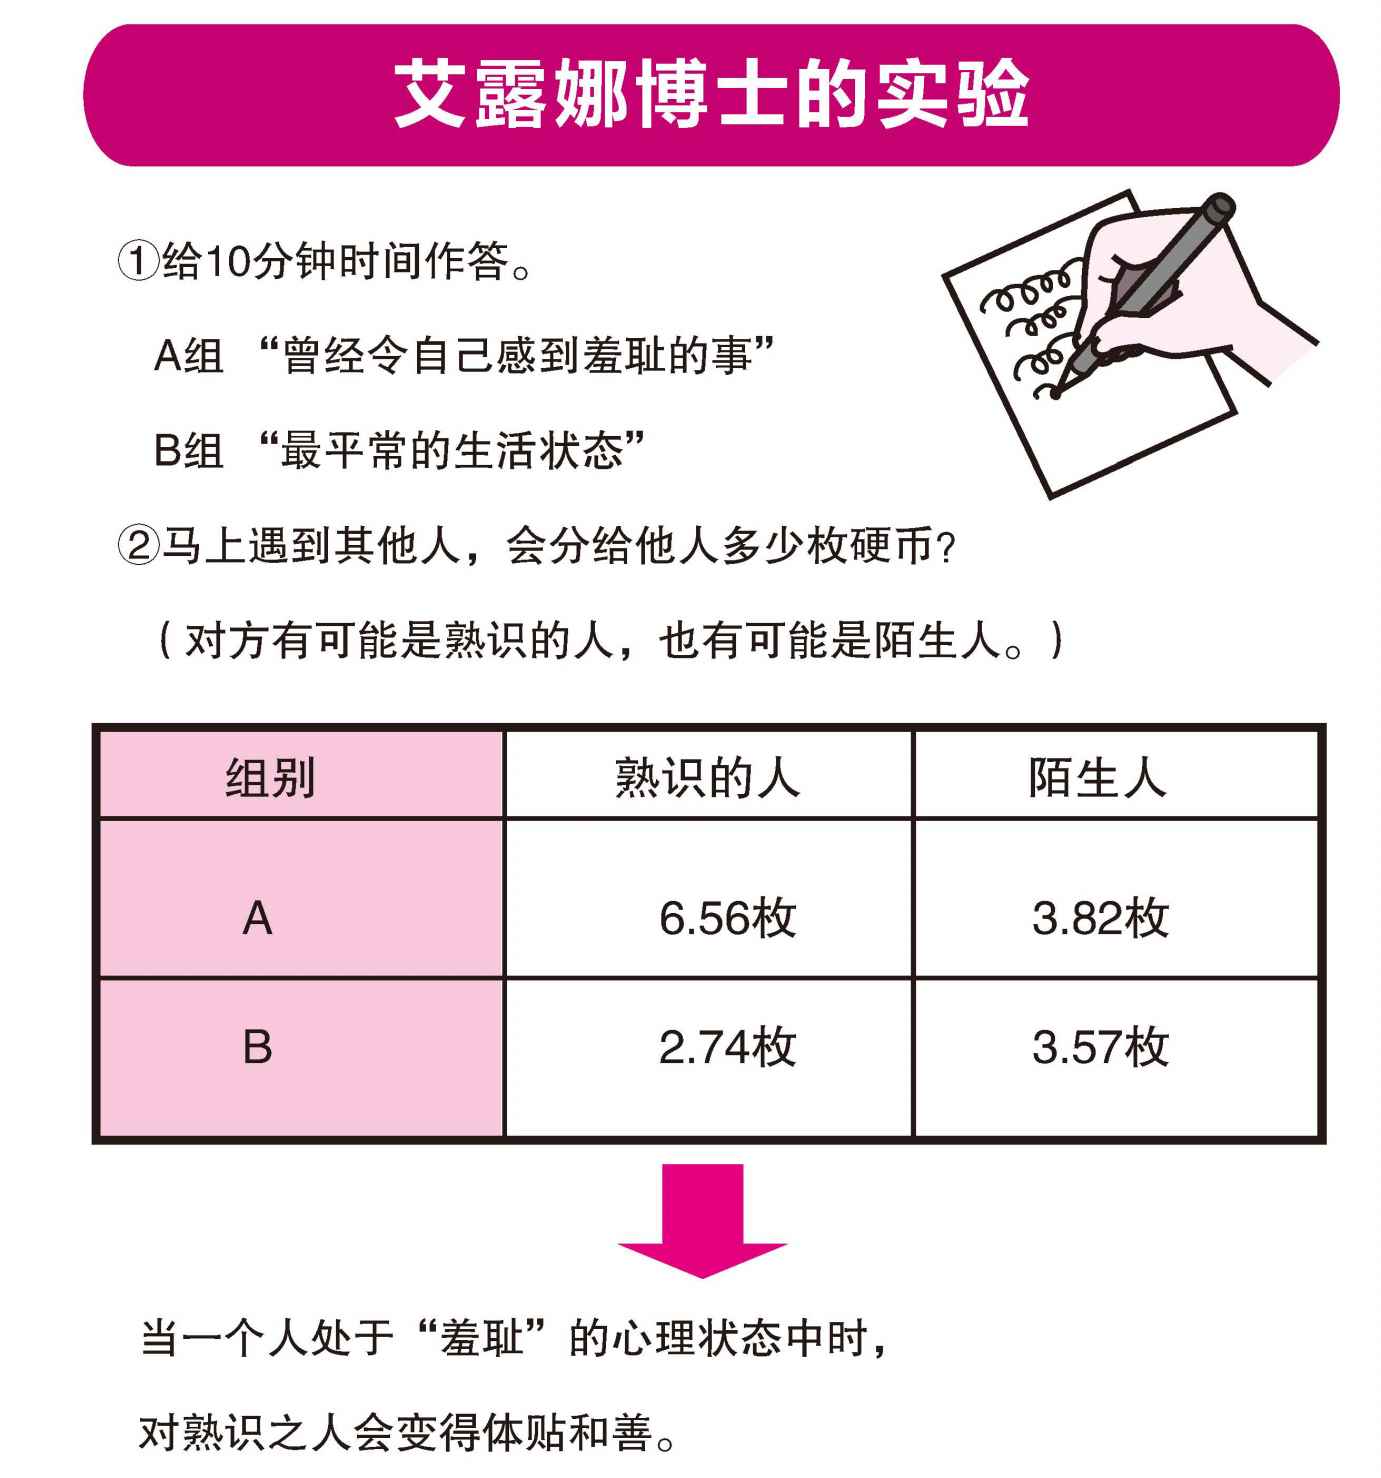 艾露娜博士的实验
①给10分钟时间作答。
A组 “曾经令自己感到羞耻的事”
B组 “最平常的生活状态”
②马上遇到其他人，会分给他人多少枚硬币？
（对方有可能是熟识的人，也有可能是陌生人。）
组别 熟识的人 陌生人
A 6.56枚 3.82枚
B 2.74枚 3.57枚
当一个人处于“羞耻”的心理状态中时，
对熟识之人会变得体贴和善。